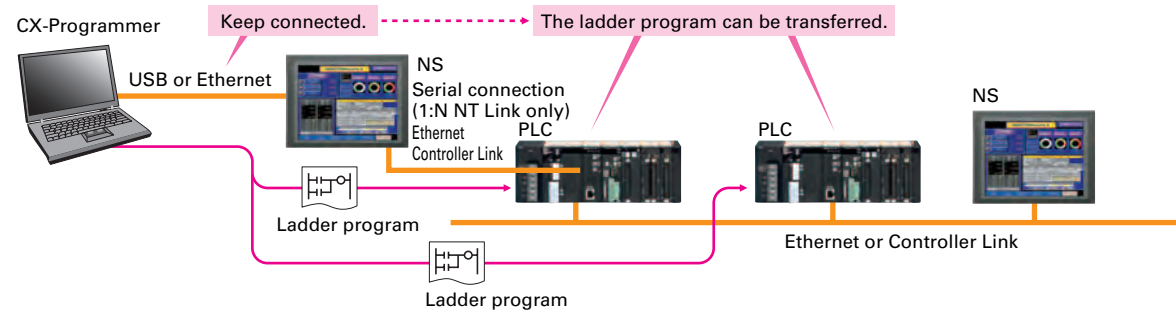 CX-Programmer
Keep connected.
The ladder program can be transferred.
USB or Ethernet
NS
Serial connection
(1:N NT Link only)
Ethernet
Controller Link
PLC
PLC
NS
Ladder program
Ethernet or Controller Link
Ladder program